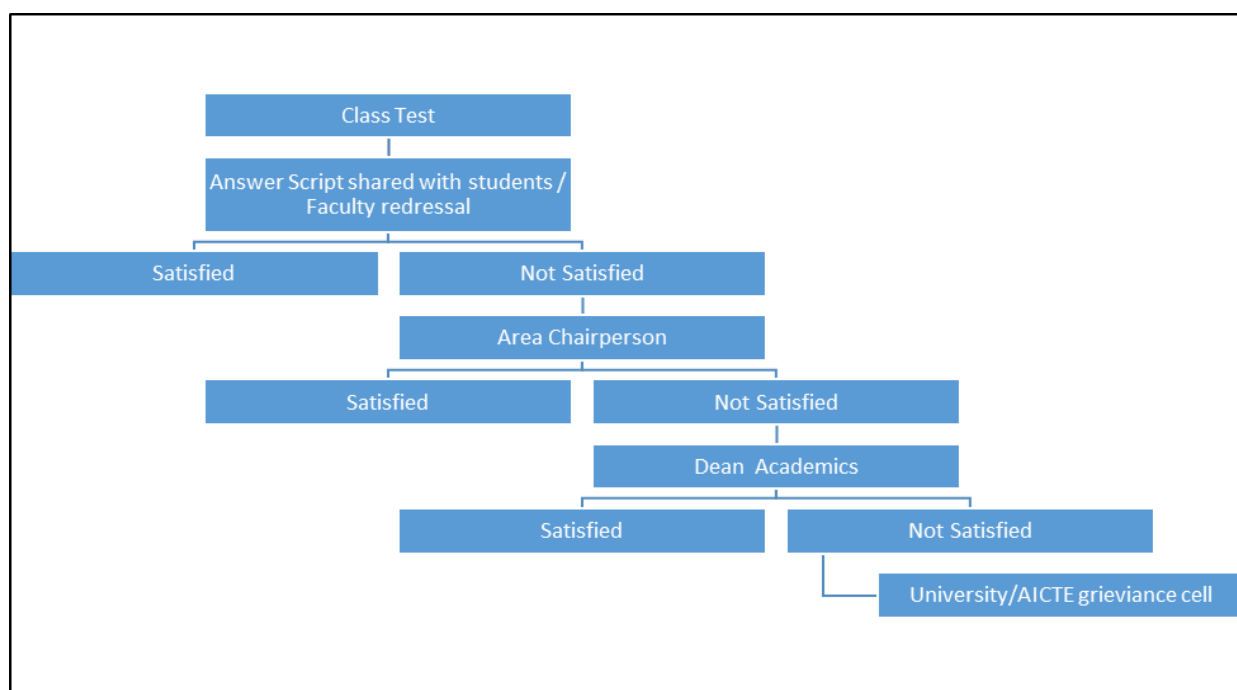 Class Test
Answer Script shared with students /
Faculty redressal
Satisfied
Not Satisfied
Area Chairperson
Satisfied
Not Satisfied
Dean Academics
Satisfied
Not Satisfied
University/AICTE grieviance cell